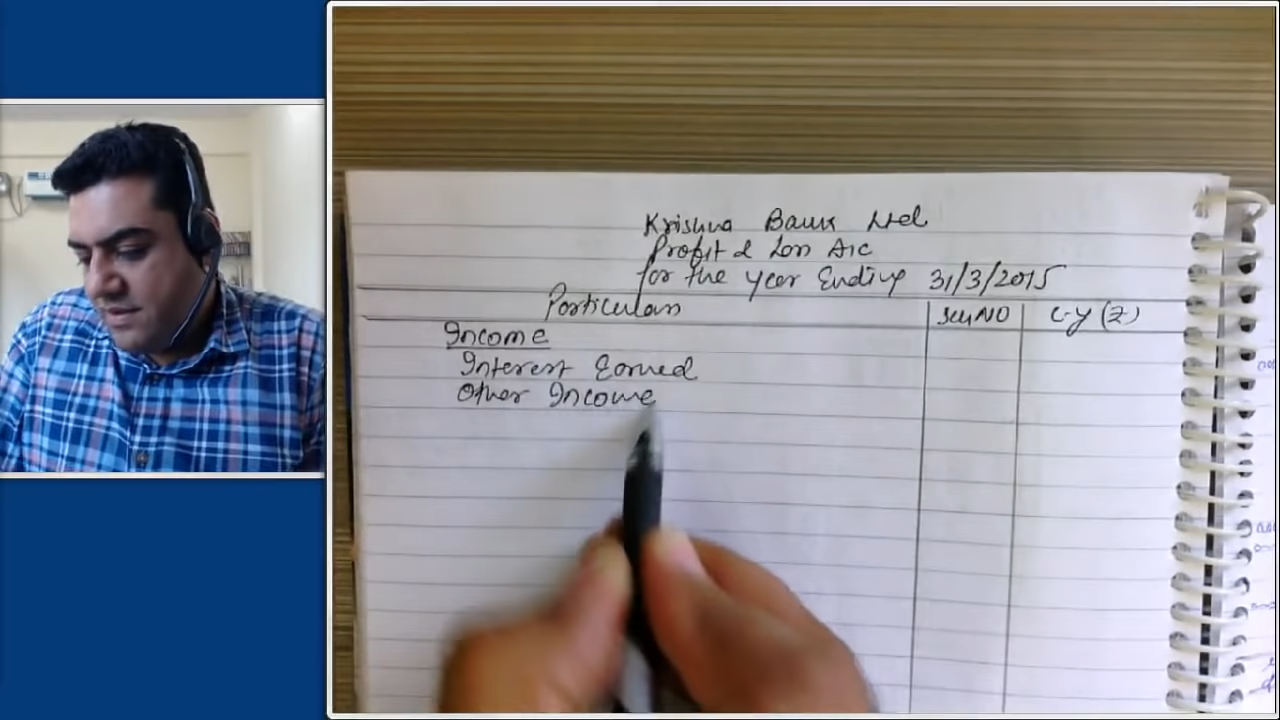 Krishna Bank Ltd
Profit & Loss A/c
for the year Ending 31/3/2015
Particulars Sch NO C-Y (₹)
Income
Interest Earned
Other Income